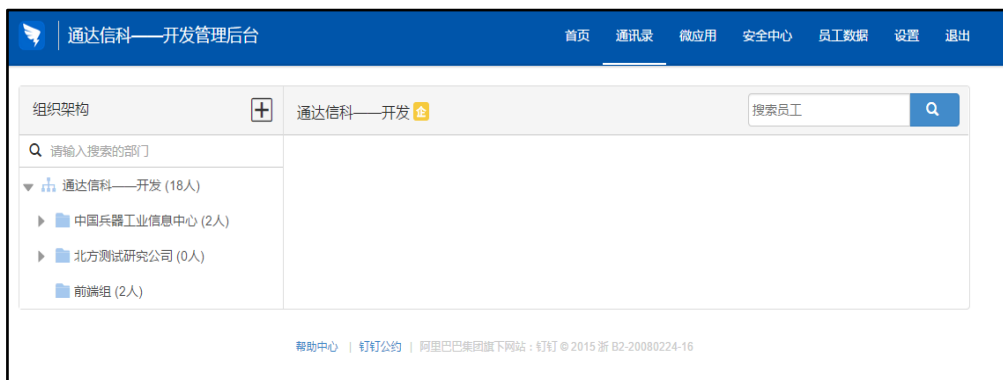 通达信科——开发管理后台 首页 通讯录 微应用 安全中心 员工数据 设置 退出
组织架构 通达信科——开发 企 搜索员工
请输入搜索的部门
通达信科——开发 (18人)
中国兵器工业信息中心 (2人)
北方测试研究公司 (0人)
前端组 (2人)
帮助中心 | 钉钉公约 | 阿里巴巴集团旗下网站：钉钉 © 2015 浙 B2-20080224-16